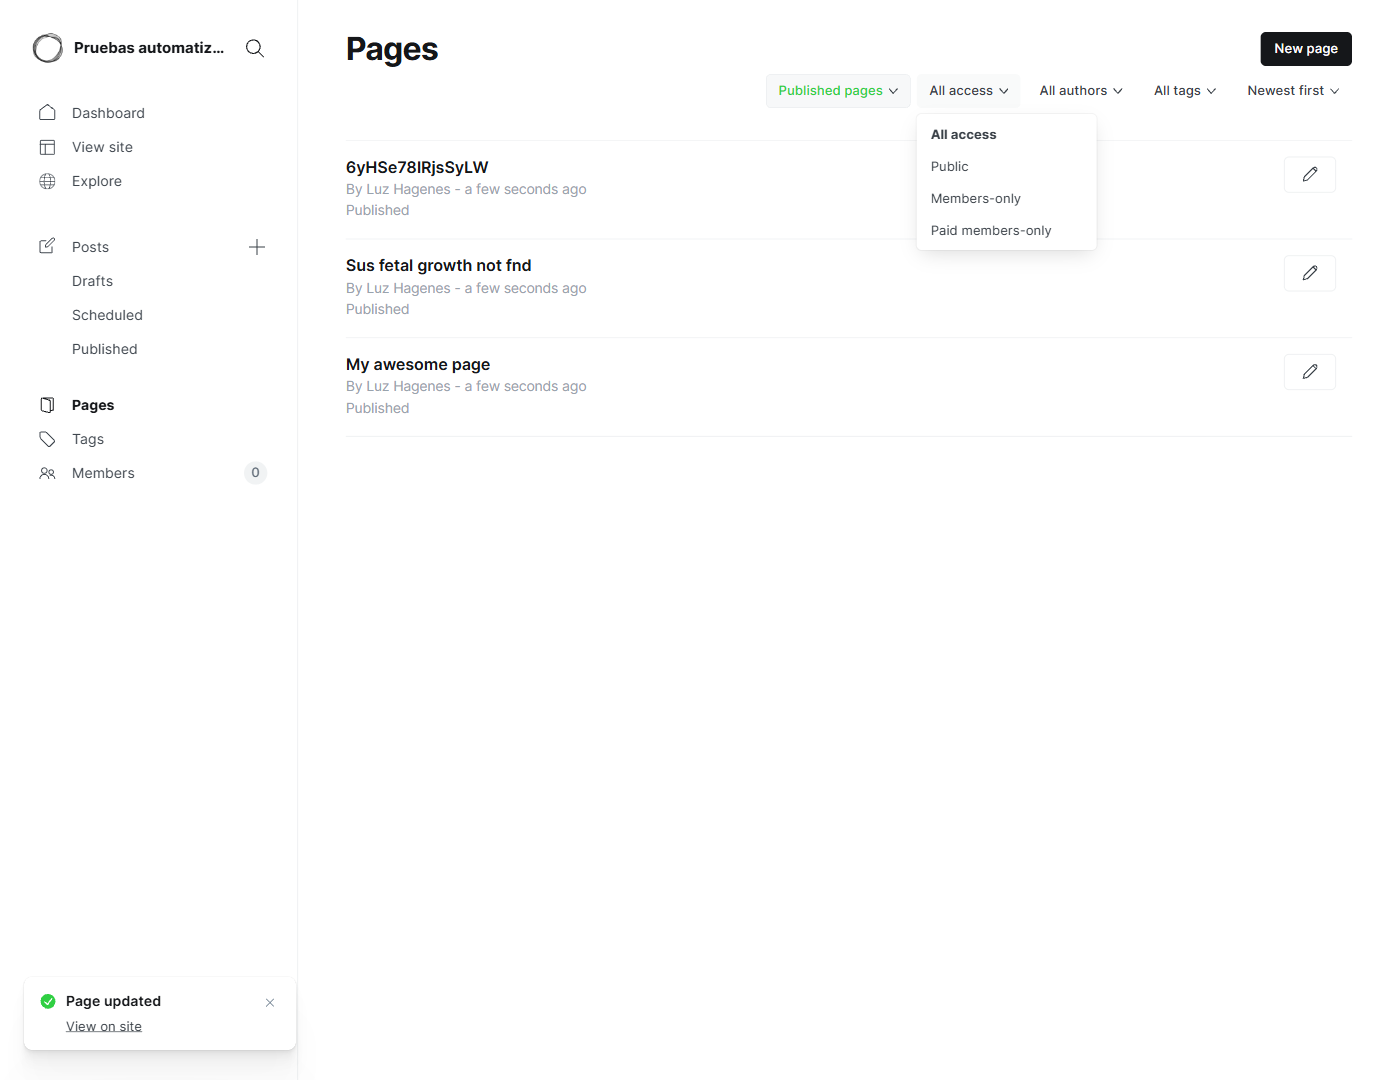 Pruebas automatiz...
Dashboard
View site
Explore
Posts
Drafts
Scheduled
Published
Pages
Tags
Members 0
Page updated
View on site
Pages
New page
Published pages All access All authors All tags Newest first
All access
Public
Members-only
Paid members-only
6yHSe78IRjsSyLW
By Luz Hagenes - a few seconds ago
Published
Sus fetal growth not fnd
By Luz Hagenes - a few seconds ago
Published
My awesome page
By Luz Hagenes - a few seconds ago
Published